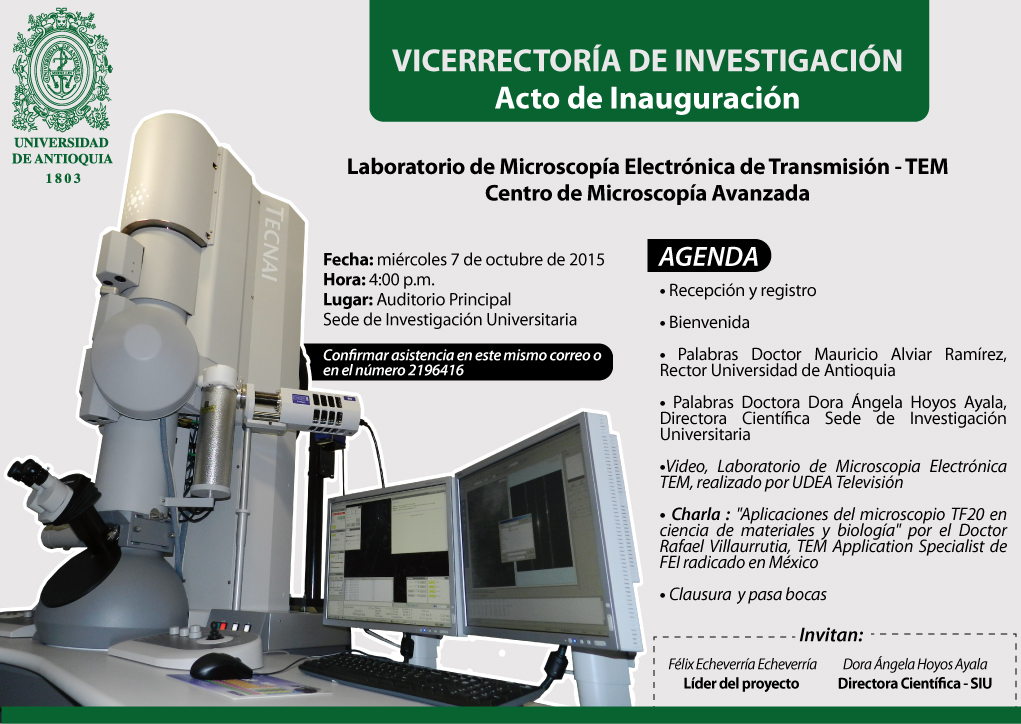 UNIVERSIDAD
DE ANTIOQUIA
1803
VICERRECTORÍA DE INVESTIGACIÓN
Acto de Inauguración
Laboratorio de Microscopía Electrónica de Transmisión - TEM
Centro de Microscopía Avanzada
TECNAI
Fecha: miércoles 7 de octubre de 2015
Hora: 4:00 p.m.
Lugar: Auditorio Principal
Sede de Investigación Universitaria
Confirmar asistencia en este mismo correo o
en el número 2196416
AGENDA
• Recepción y registro
• Bienvenida
• Palabras Doctor Mauricio Alviar Ramírez,
Rector Universidad de Antioquia
• Palabras Doctora Dora Ángela Hoyos Ayala,
Directora Científica Sede de Investigación
Universitaria
•Video, Laboratorio de Microscopia Electrónica
TEM, realizado por UDEA Televisión
• Charla : "Aplicaciones del microscopio TF20 en
ciencia de materiales y biología" por el Doctor
Rafael Villaurrutia, TEM Application Specialist de
FEI radicado en México
• Clausura y pasa bocas
Invitan:
Félix Echeverría Echeverría
Líder del proyecto
Dora Ángela Hoyos Ayala
Directora Científica - SIU